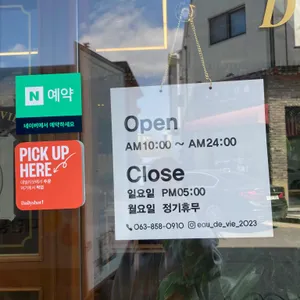 N 예약
네이버에서 예약하세요
PICK UP
HERE
Dailyshot
Open
AM10:00 ~ AM24:00
Close
일요일 PM05:00
월요일 정기휴무
063-858-0910 eau_de_vie_2023
D